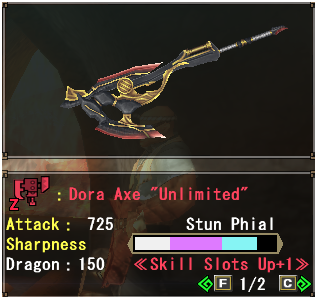 Z : Dora Axe "Unlimited"
Attack : 725 Stun Phial
Sharpness
Dragon : 150 ≪Skill Slots Up+1≫
F 1/2 C